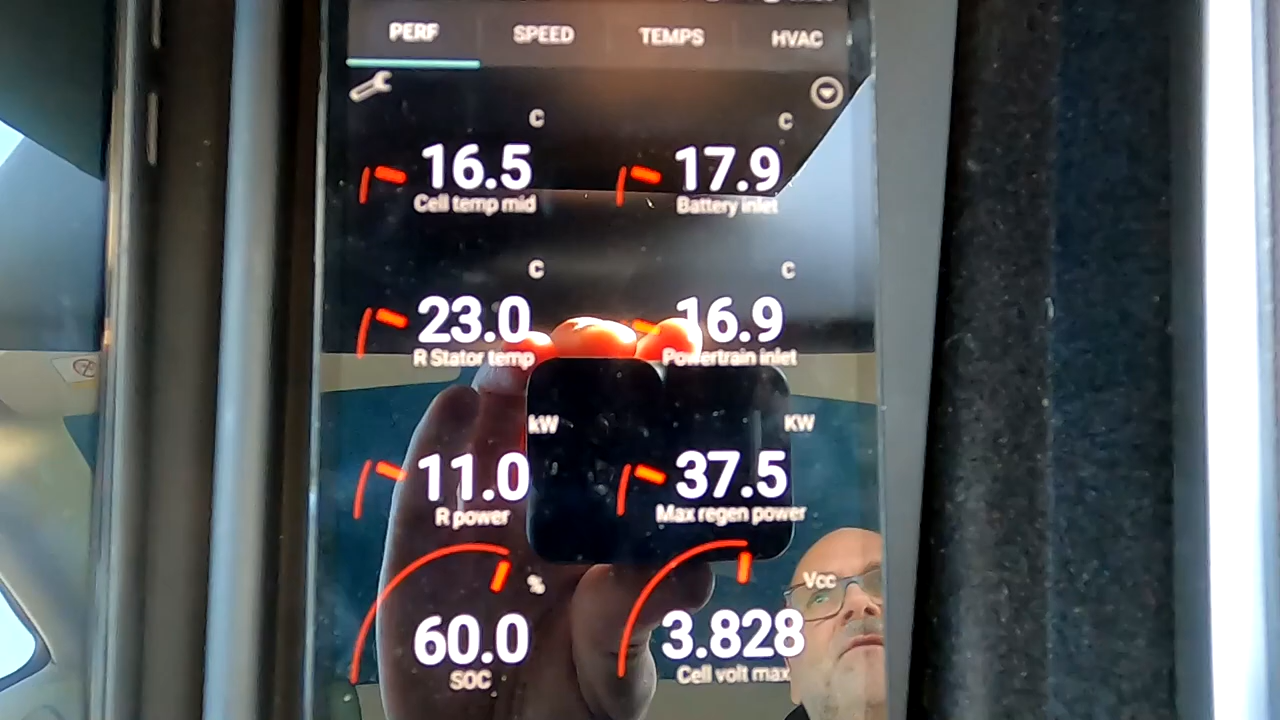 PERF SPEED TEMPS HVAC
C C
16.5 17.9
Cell temp mid Battery inlet
C C
23.0 16.9
R Stator temp Powertrain inlet
kW KW
11.0 37.5
R power Max regen power
% Vcc
60.0 3.828
SOC Cell volt max